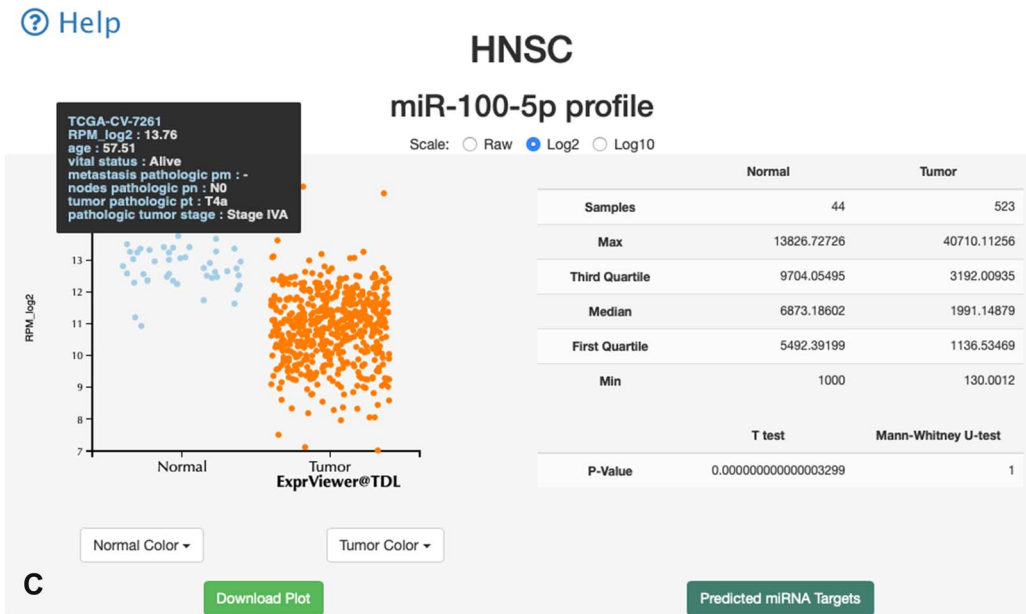 Help
HNSC
miR-100-5p profile
Scale: Raw Log2 Log10
TCGA-CV-7261
RPM_log2 : 13.76
age : 57.51
vital status : Alive
metastasis pathologic pm : -
nodes pathologic pn : N0
tumor pathologic pt : T4a
pathologic tumor stage : Stage IVA
RPM_log2
13
12
11
10
9
8
7
Normal Tumor
ExprViewer@TDL
Normal Tumor
Samples 44 523
Max 13826.72726 40710.11256
Third Quartile 9704.05495 3192.00935
Median 6873.18602 1991.14879
First Quartile 5492.39199 1136.53469
Min 1000 130.0012
T test Mann-Whitney U-test
P-Value 0.000000000000003299 1
Normal Color Tumor Color
C
Download Plot Predicted miRNA Targets